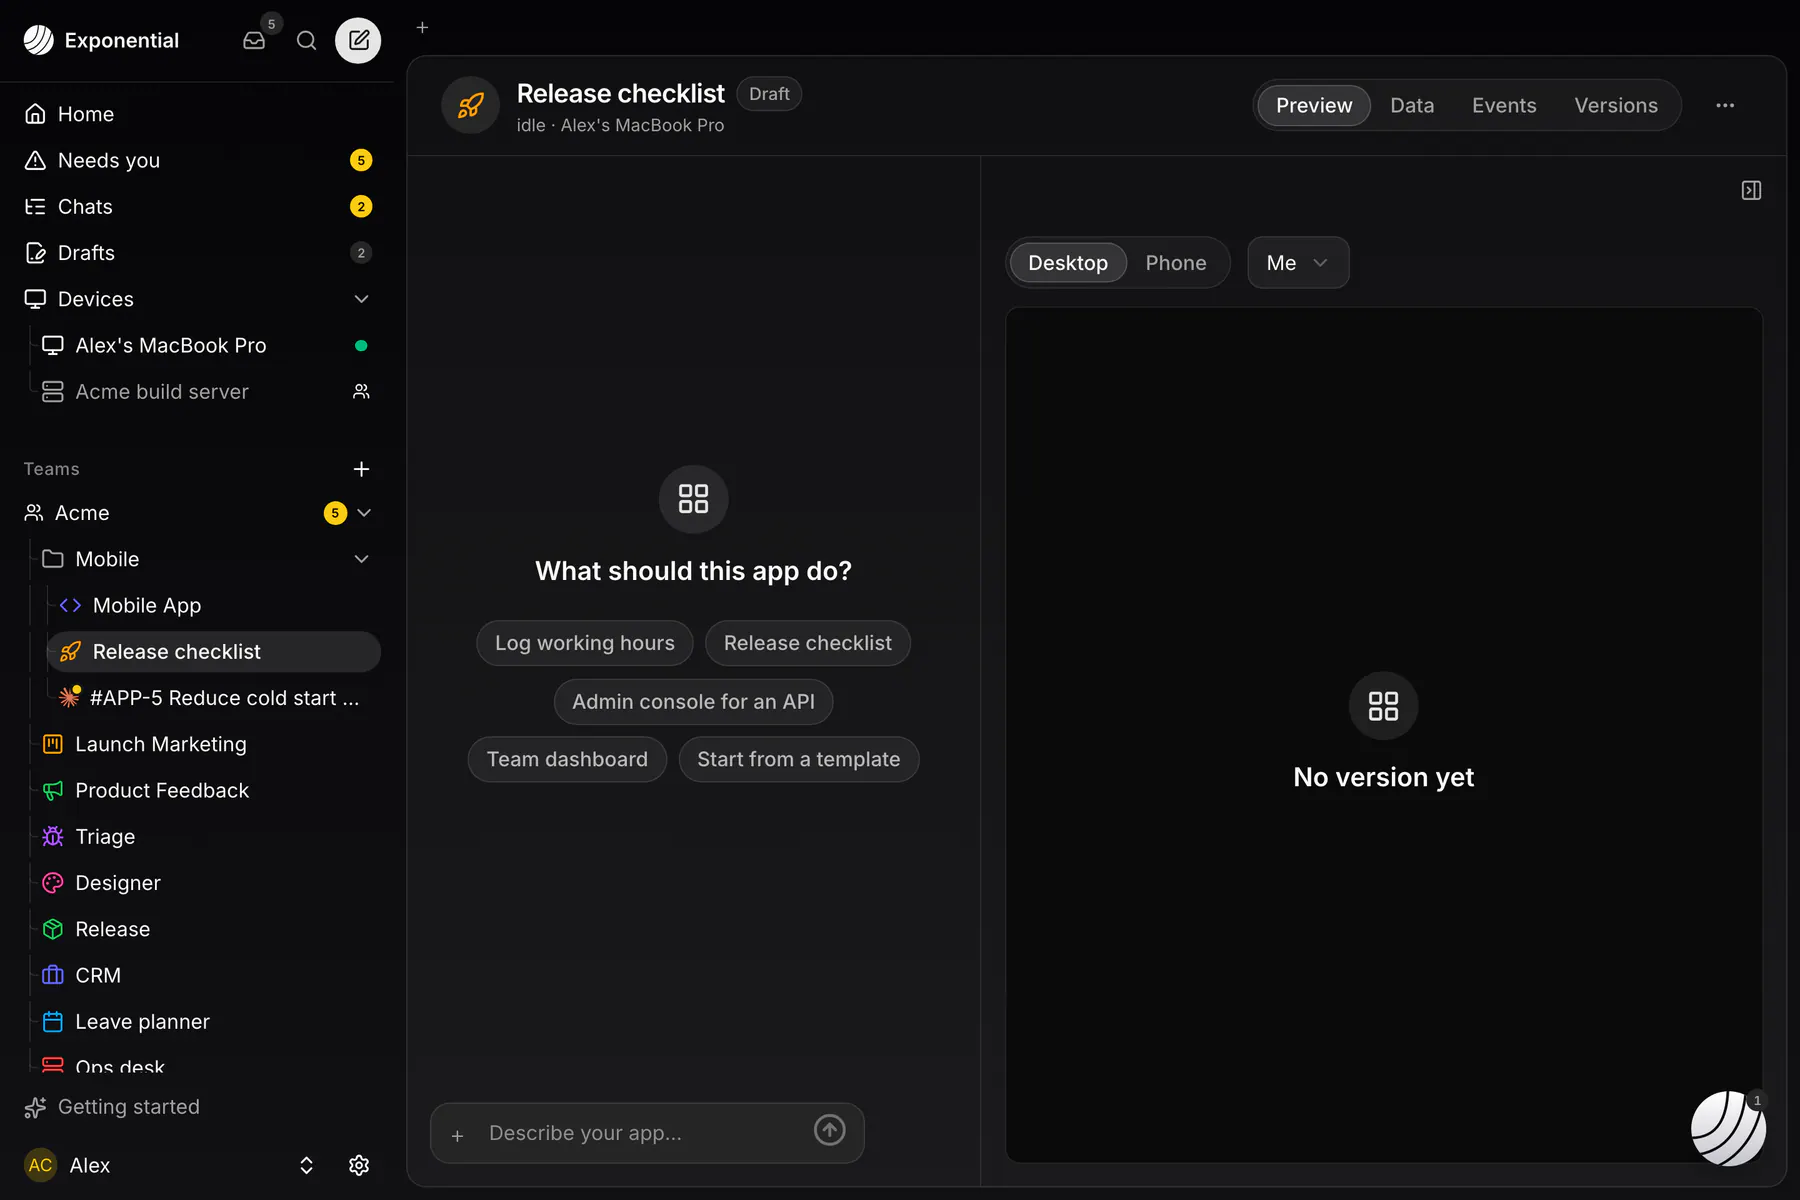 Exponential
5
Home
Needs you
5
Chats
2
Drafts
2
Devices
Alex's MacBook Pro
Acme build server
Teams
Acme
5
Mobile
Mobile App
Release checklist
#APP-5 Reduce cold start ...
Launch Marketing
Product Feedback
Triage
Designer
Release
CRM
Leave planner
Ops desk
Getting started
AC
Alex
Release checklist
Draft
idle · Alex's MacBook Pro
Preview
Data
Events
Versions
What should this app do?
Log working hours
Release checklist
Admin console for an API
Team dashboard
Start from a template
Describe your app...
Desktop
Phone
Me
No version yet
1